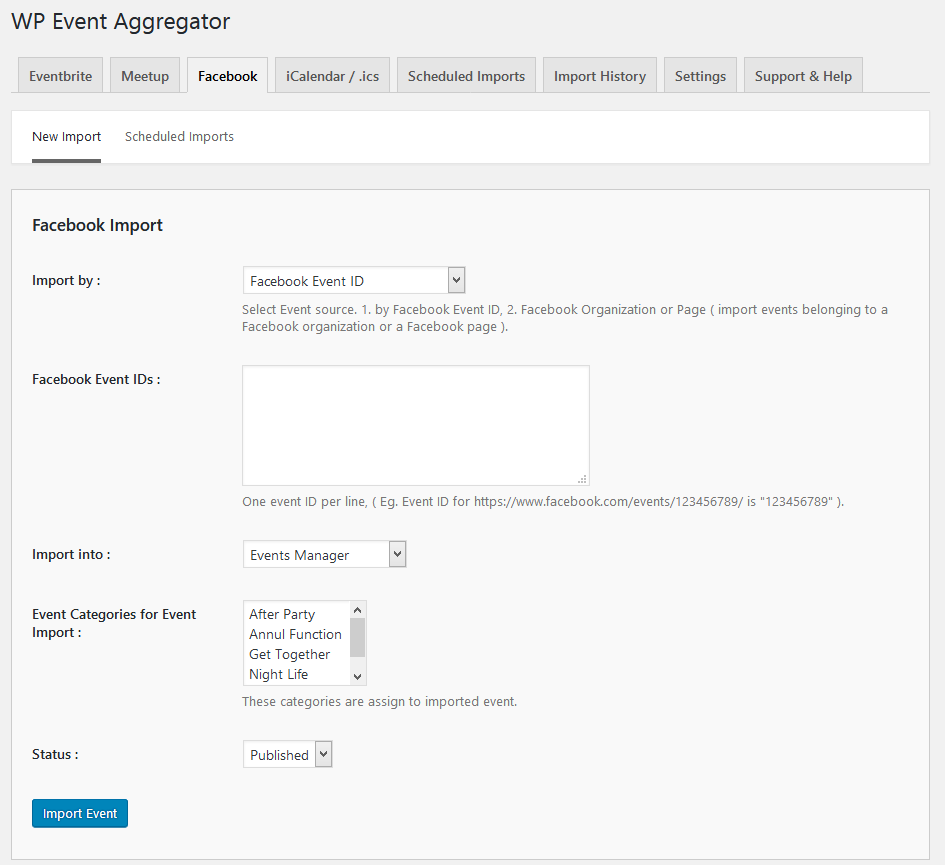 WP Event Aggregator
Eventbrite Meetup Facebook iCalendar / .ics Scheduled Imports Import History Settings Support & Help
New Import Scheduled Imports
Facebook Import
Import by : Facebook Event ID
Select Event source. 1. by Facebook Event ID, 2. Facebook Organization or Page ( import events belonging to a
Facebook organization or a Facebook page ).
Facebook Event IDs :
One event ID per line, ( Eg. Event ID for https://www.facebook.com/events/123456789/ is "123456789" ).
Import into : Events Manager
Event Categories for Event
Import :
After Party
Annul Function
Get Together
Night Life
These categories are assign to imported event.
Status : Published
Import Event